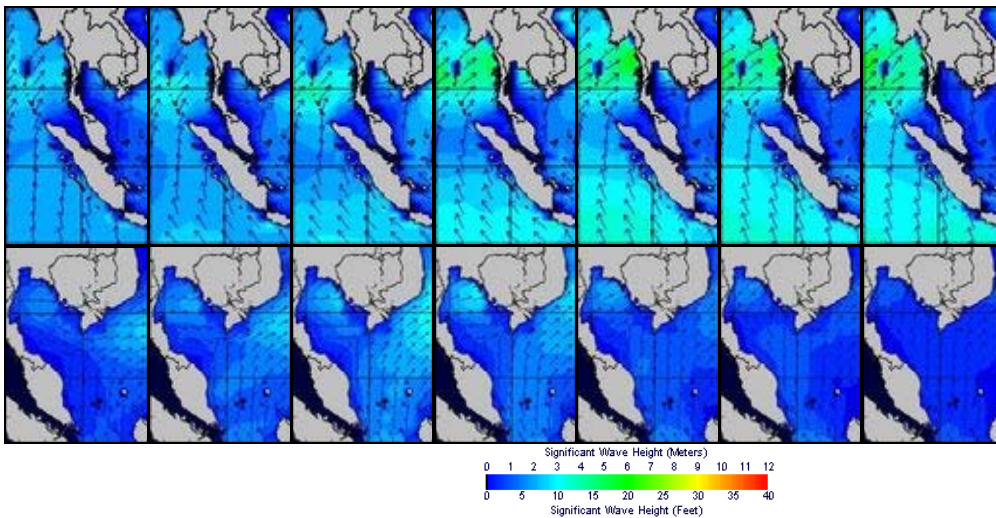 Significant Wave Height (Meters)
0 1 2 3 4 5 6 7 8 9 10 11 12
0 5 10 15 20 25 30 35 40
Significant Wave Height (Feet)